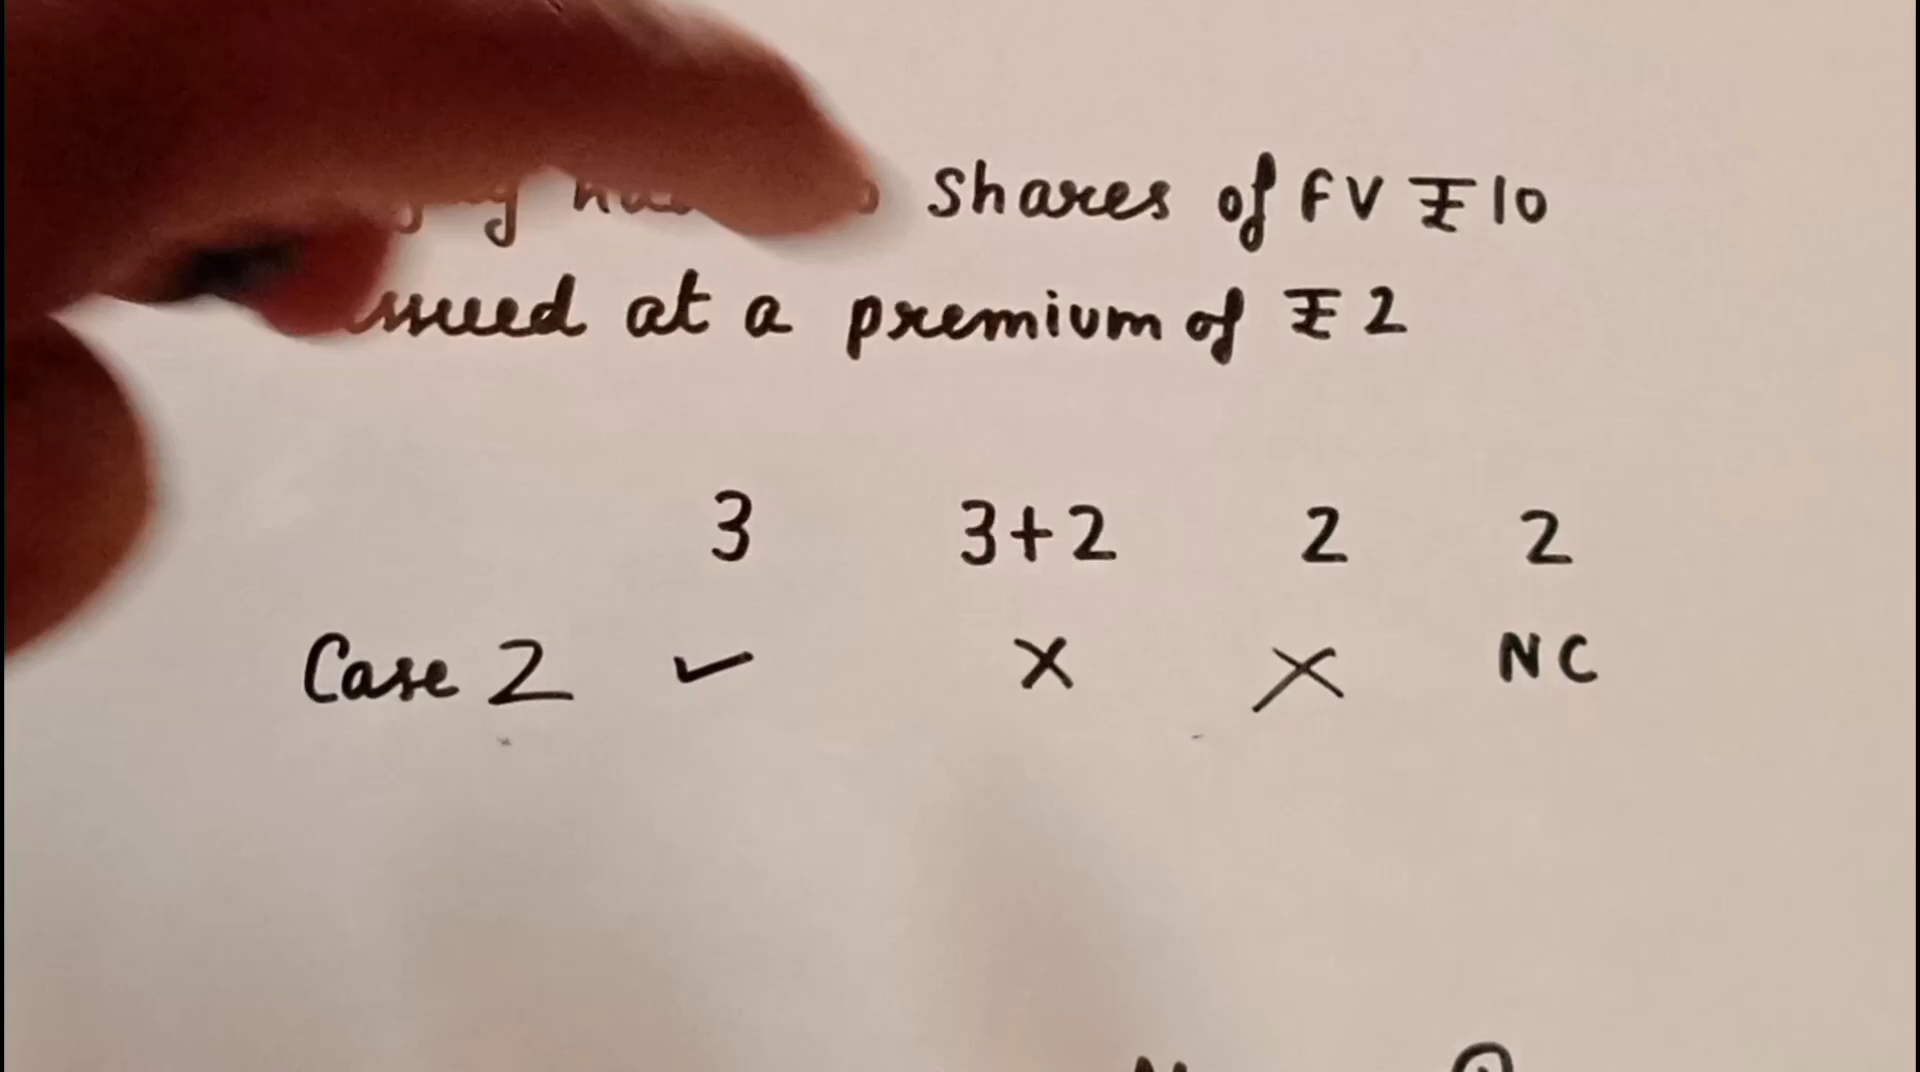 shares of FV ₹10
at a premium of ₹2
3 3+2 2 2
Case 2 ✓ X X NC